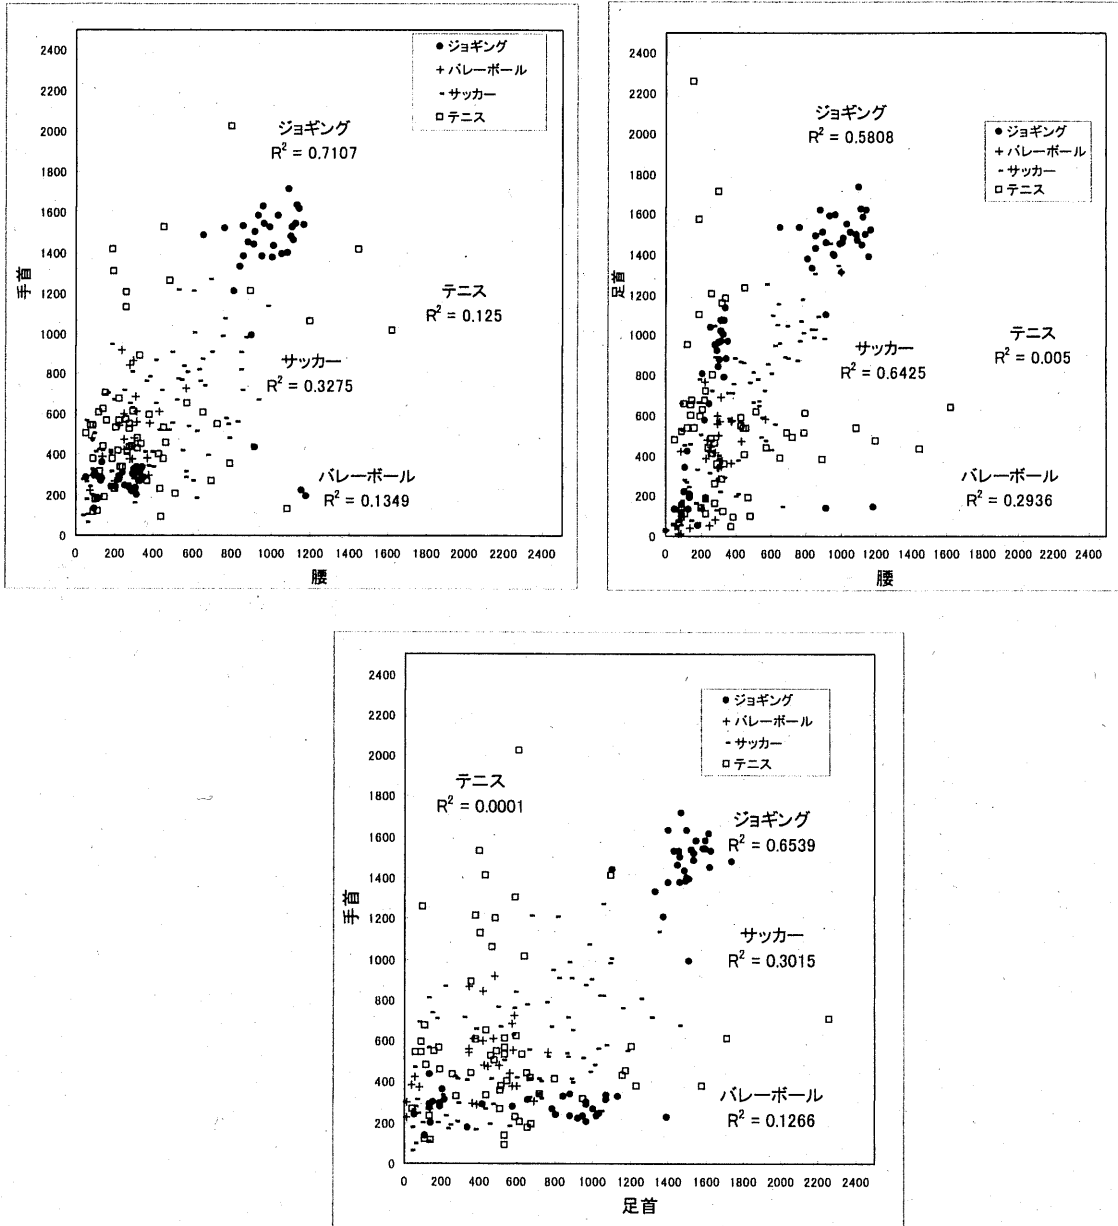 2400
2200
2000
1800
1600
1400
1200
1000
800
600
400
200
0
手首
● ジョギング
+ バレーボール
- サッカー
□ テニス
ジョギング
R² = 0.7107
テニス
R² = 0.125
サッカー
R² = 0.3275
バレーボール
R² = 0.1349
0 200 400 600 800 1000 1200 1400 1600 1800 2000 2200 2400
腰
2400
2200
2000
1800
1600
1400
1200
1000
800
600
400
200
0
足首
● ジョギング
+ バレーボール
- サッカー
□ テニス
ジョギング
R² = 0.5808
テニス
R² = 0.005
サッカー
R² = 0.6425
バレーボール
R² = 0.2936
0 200 400 600 800 1000 1200 1400 1600 1800 2000 2200 2400
腰
2400
2200
2000
1800
1600
1400
1200
1000
800
600
400
200
0
手首
● ジョギング
+ バレーボール
- サッカー
□ テニス
テニス
R² = 0.0001
ジョギング
R² = 0.6539
サッカー
R² = 0.3015
バレーボール
R² = 0.1266
0 200 400 600 800 1000 1200 1400 1600 1800 2000 2200 2400
足首